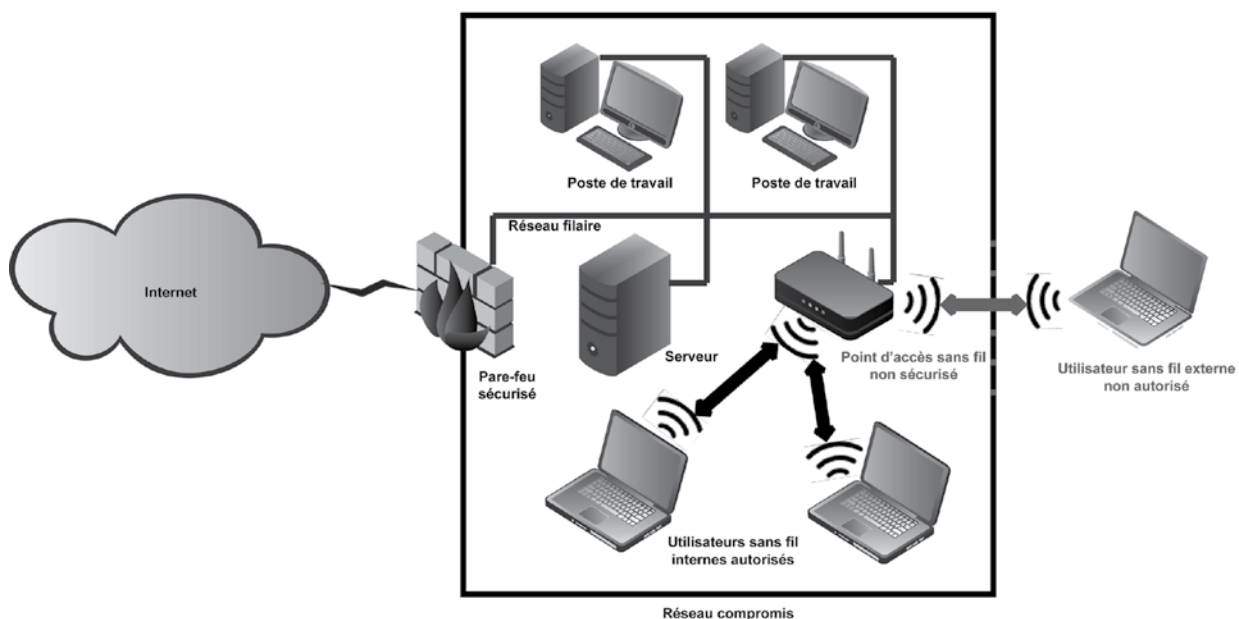 Poste de travail
Poste de travail
Réseau filaire
Internet
Serveur
Point d'accès sans fil
non sécurisé
Utilisateur sans fil externe
non autorisé
Pare-feu
sécurisé
Utilisateurs sans fil
internes autorisés
Réseau compromis